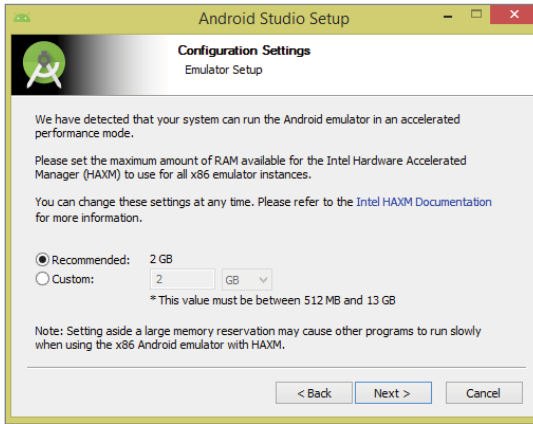 Android Studio Setup
Configuration Settings
Emulator Setup
We have detected that your system can run the Android emulator in an accelerated
performance mode.
Please set the maximum amount of RAM available for the Intel Hardware Accelerated
Manager (HAXM) to use for all x86 emulator instances.
You can change these settings at any time. Please refer to the Intel HAXM Documentation
for more information.
Recommended: 2 GB
Custom: 2 GB
* This value must be between 512 MB and 13 GB
Note: Setting aside a large memory reservation may cause other programs to run slowly
when using the x86 Android emulator with HAXM.
< Back Next > Cancel